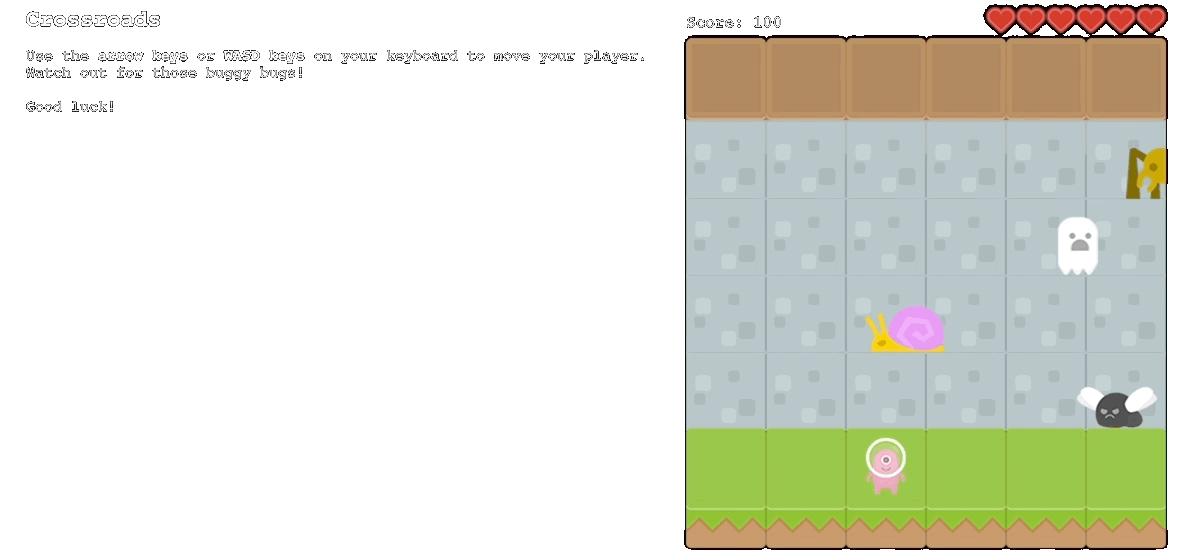 Crossroads
Use the arrow keys or WASD keys on your keyboard to move your player.
Watch out for those buggy bugs!
Good luck!
Score: 100